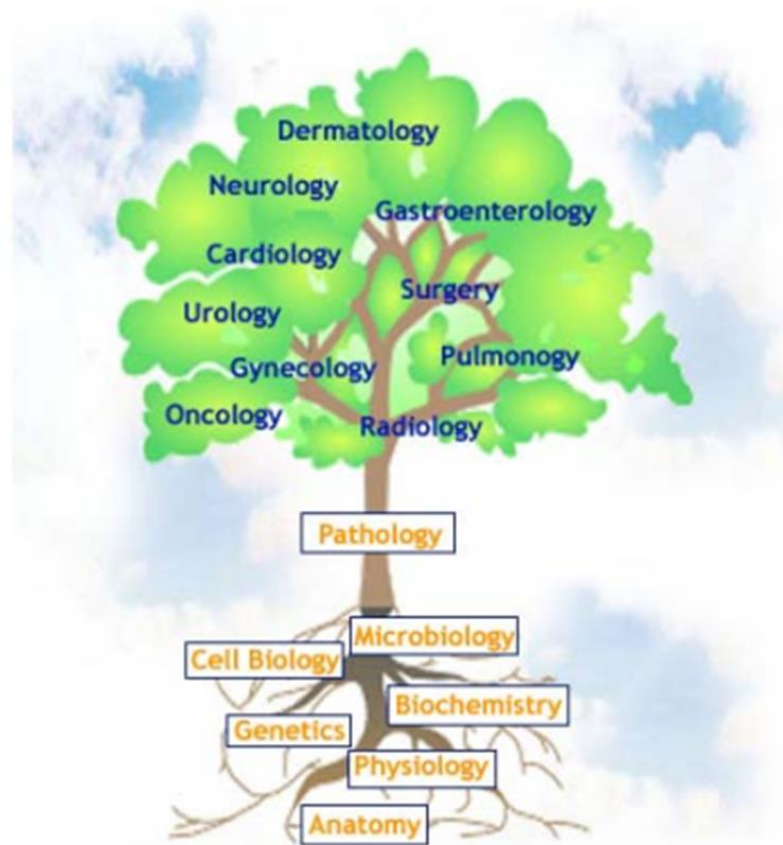 Dermatology
Neurology
Gastroenterology
Cardiology
Surgery
Urology
Pulmonogy
Gynecology
Oncology
Radiology
Pathology
Microbiology
Cell Biology
Biochemistry
Genetics
Physiology
Anatomy